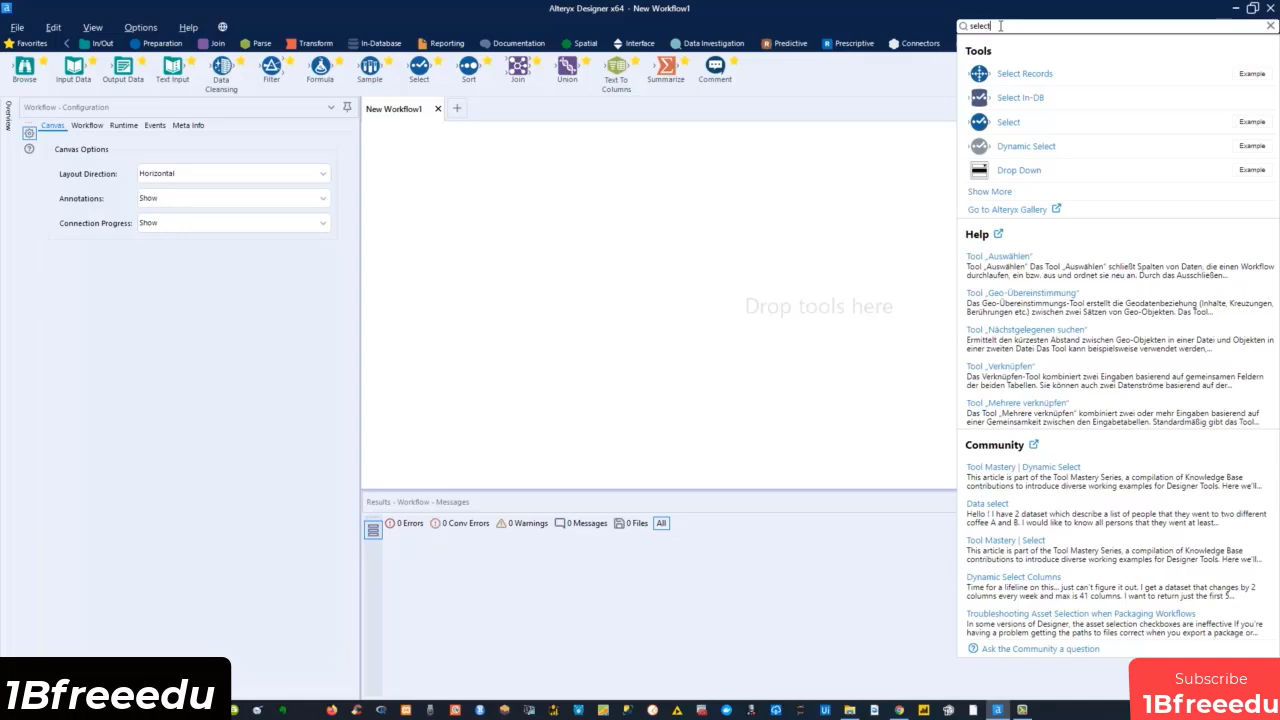 Alteryx Designer x64 - New Workflow1
File Edit View Options Help
select
Favorites In/Out Preparation Join Parse Transform In-Database Reporting Documentation Spatial Interface Data Investigation Predictive Prescriptive Connectors
Browse Input Data Output Data Text Input Data Cleansing Filter Formula Sample Select Sort Join Union Text To Columns Summarize Comment
Overview
Workflow - Configuration
Canvas Workflow Runtime Events Meta Info
Canvas Options
Layout Direction: Horizontal
Annotations: Show
Connection Progress: Show
New Workflow1
Drop tools here
Results - Workflow - Messages
0 Errors 0 Conv Errors 0 Warnings 0 Messages 0 Files All
Tools
Select Records Example
Select In-DB
Select Example
Dynamic Select Example
Drop Down Example
Show More
Go to Alteryx Gallery
Help
Tool „Auswählen“
Tool „Auswählen“ Das Tool „Auswählen“ schließt Spalten von Daten, die einen Workflow
durchlaufen, ein bzw. aus und ordnet sie neu an. Durch das Ausschließen...
Tool „Geo-Übereinstimmung“
Das Geo-Übereinstimmungs-Tool erstellt die Geodatenbeziehung (Inhalte, Kreuzungen,
Berührungen etc.) zwischen zwei Sätzen von Geo-Objekten. Das Tool...
Tool „Nächstgelegenen suchen“
Ermittelt den kürzesten Abstand zwischen Geo-Objekten in einer Datei und Objekten in
einer zweiten Datei Das Tool kann beispielsweise verwendet werden,...
Tool „Verknüpfen“
Das Verknüpfen-Tool kombiniert zwei Eingaben basierend auf gemeinsamen Feldern
der beiden Tabellen. Sie können auch zwei Datenströme basierend auf der...
Tool „Mehrere verknüpfen“
Das Tool „Mehrere verknüpfen“ kombiniert zwei oder mehr Eingaben basierend auf
einer Gemeinsamkeit zwischen den Eingabetabellen. Standardmäßig gibt das Tool...
Community
Tool Mastery | Dynamic Select
This article is part of the Tool Mastery Series, a compilation of Knowledge Base
contributions to introduce diverse working examples for Designer Tools. Here we'll...
Data select
Hello ! I have 2 dataset which describe a list of people that they went to two different
coffee A and B. I would like to know all persons that they went at least...
Tool Mastery | Select
This article is part of the Tool Mastery Series, a compilation of Knowledge Base
contributions to introduce diverse working examples for Designer Tools. Here we'll...
Dynamic Select Columns
Time for a lifeline on this... just can't figure it out. I get a dataset that changes by 2
columns every week and max is 41 columns. I want to return just the first 5...
Troubleshooting Asset Selection when Packaging Workflows
In some versions of Designer, the asset selection checkboxes are ineffective If you're
having a problem getting the paths to files correct when you export a package or...
Ask the Community a question
1Bfreeedu
Subscribe
1Bfreeedu